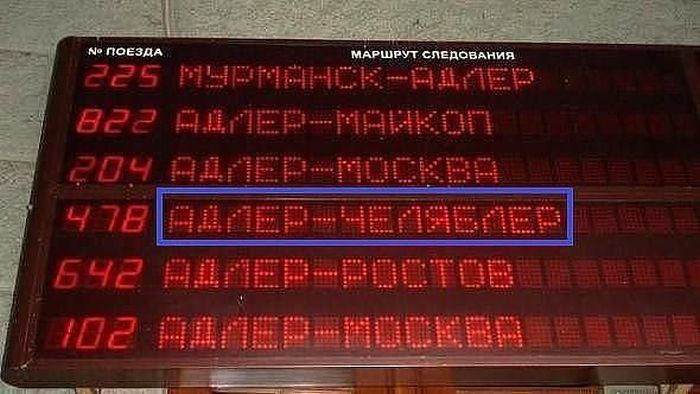 № ПОЕЗДА МАРШРУТ СЛЕДОВАНИЯ
225 МУРМАНСК-АДЛЕР
822 АДЛЕР-МАЙКОП
204 АДЛЕР-МОСКВА
478 АДЛЕР-ЧЕЛЯБЛЕР
642 АДЛЕР-РОСТОВ
102 АДЛЕР-МОСКВА